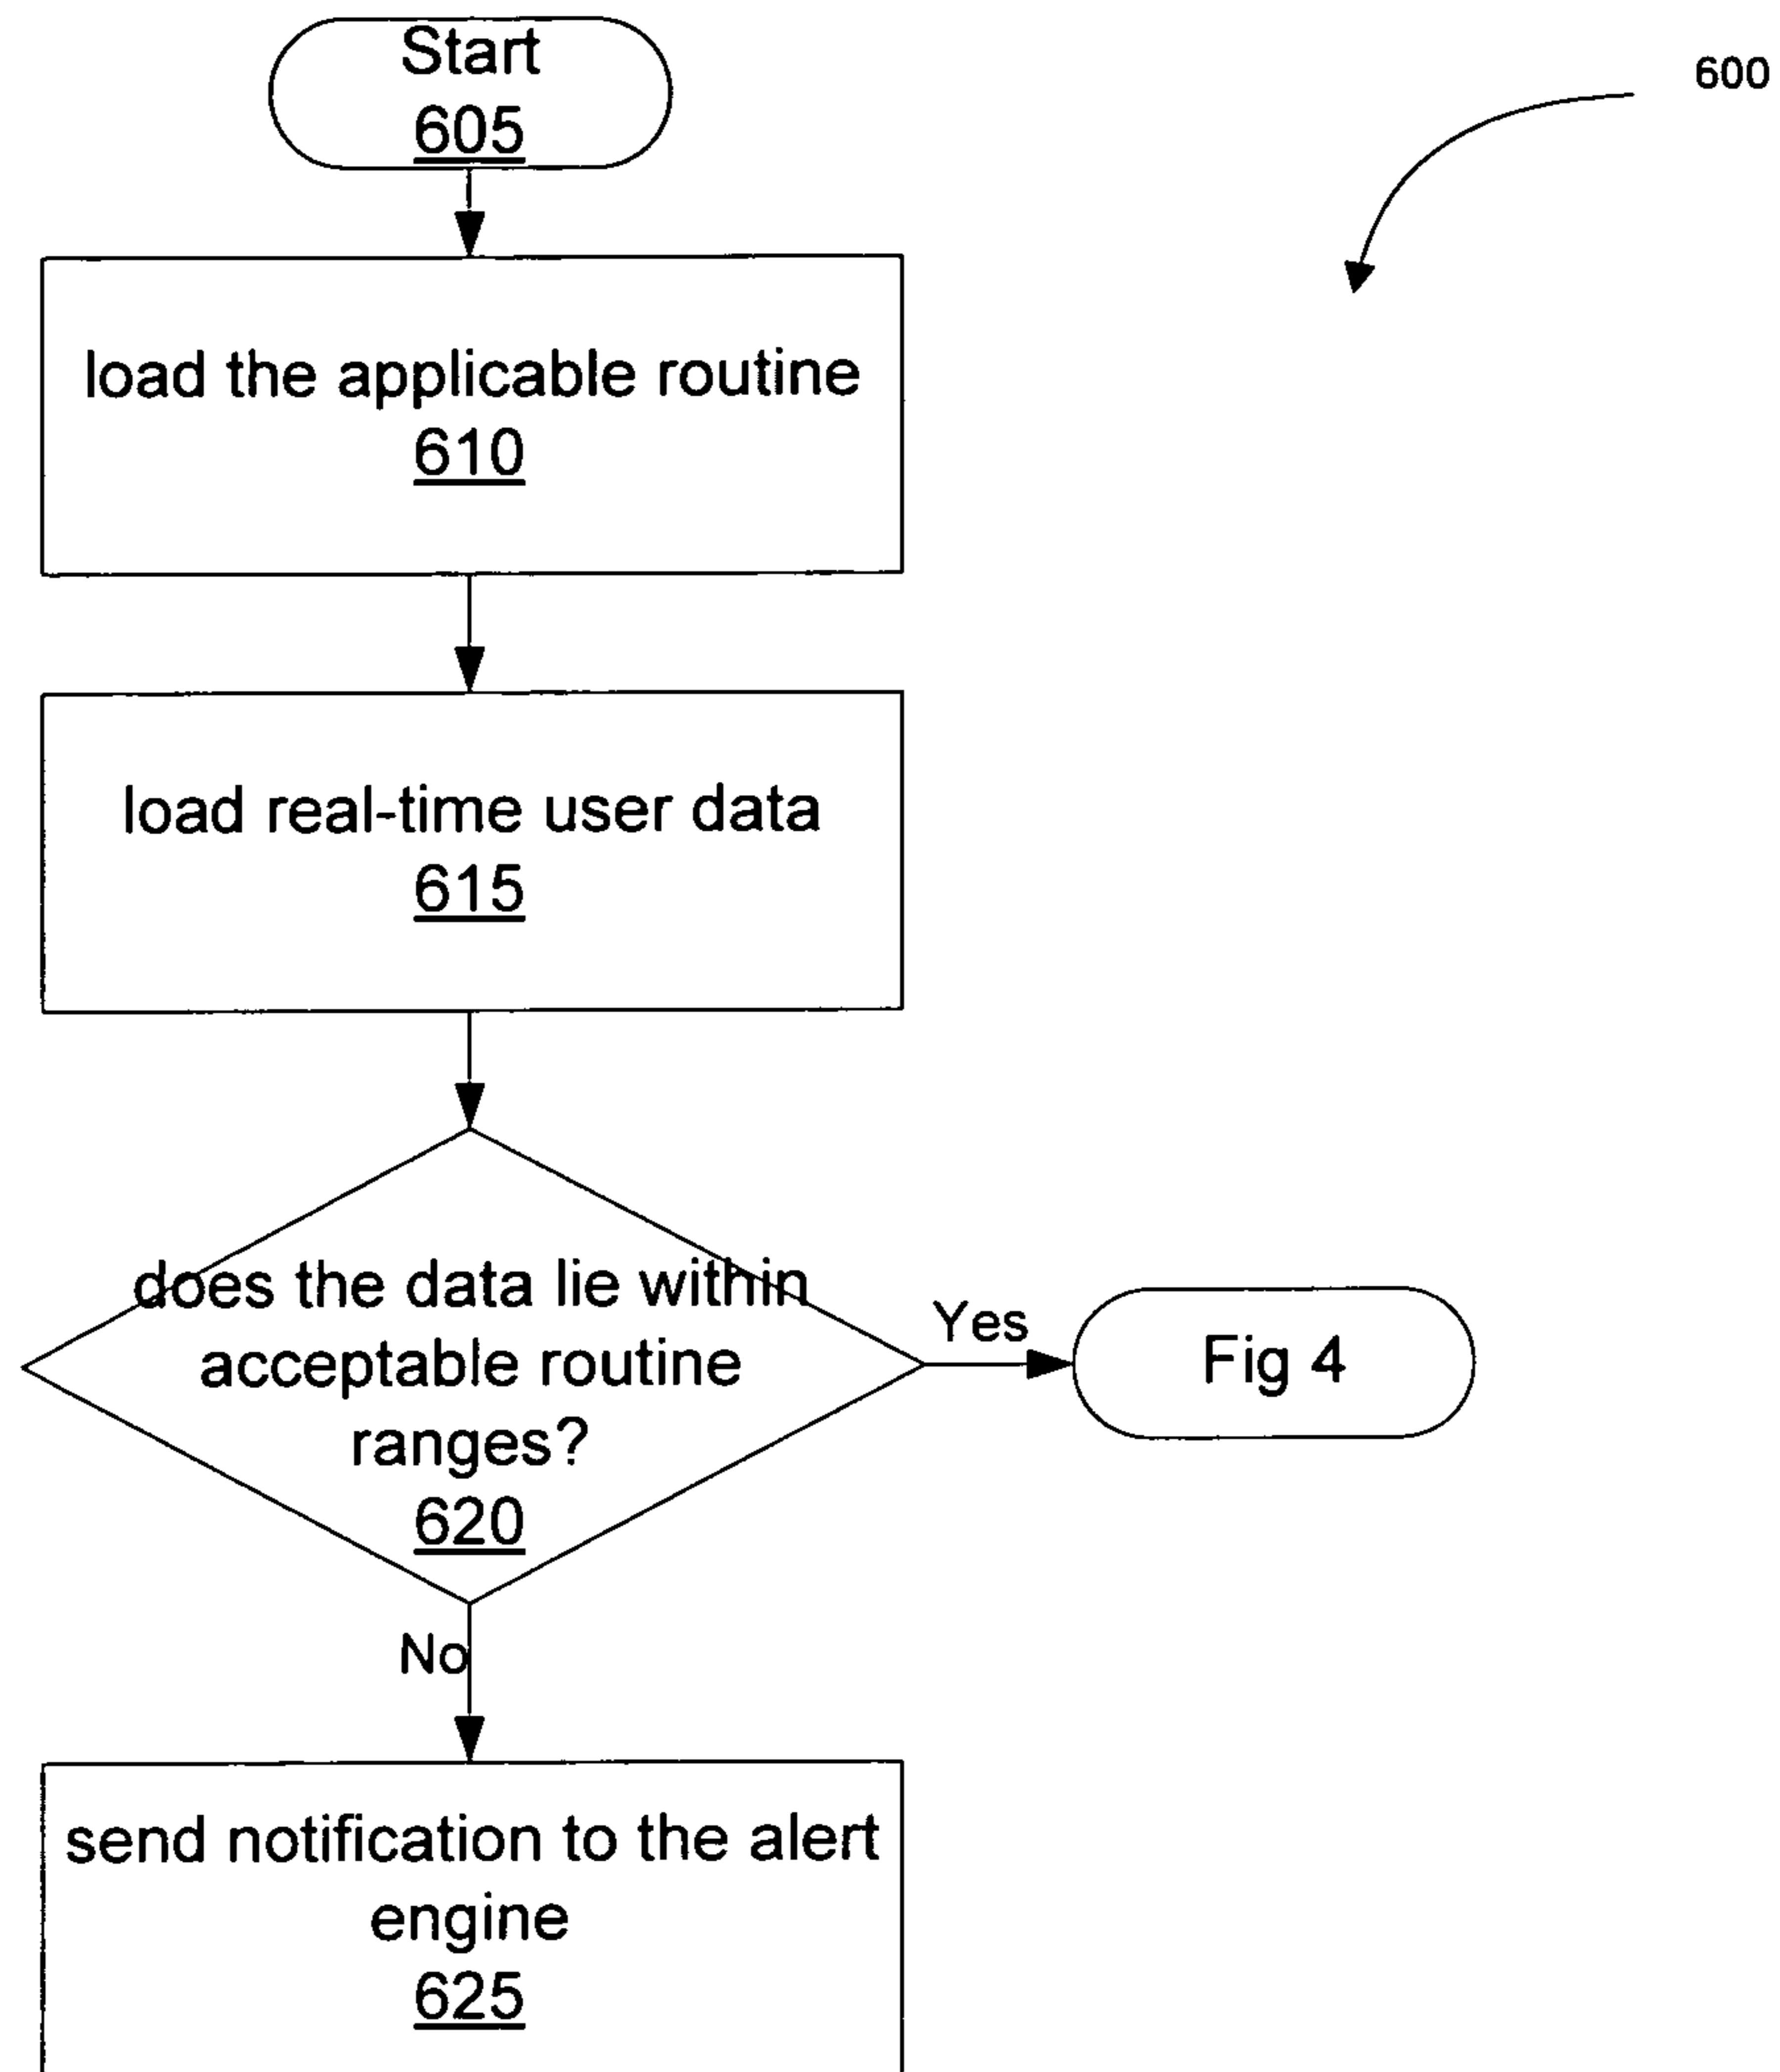 Start
605
600
load the applicable routine
610
load real-time user data
615
does the data lie within
acceptable routine
ranges?
620
Yes
Fig 4
No
send notification to the alert
engine
625